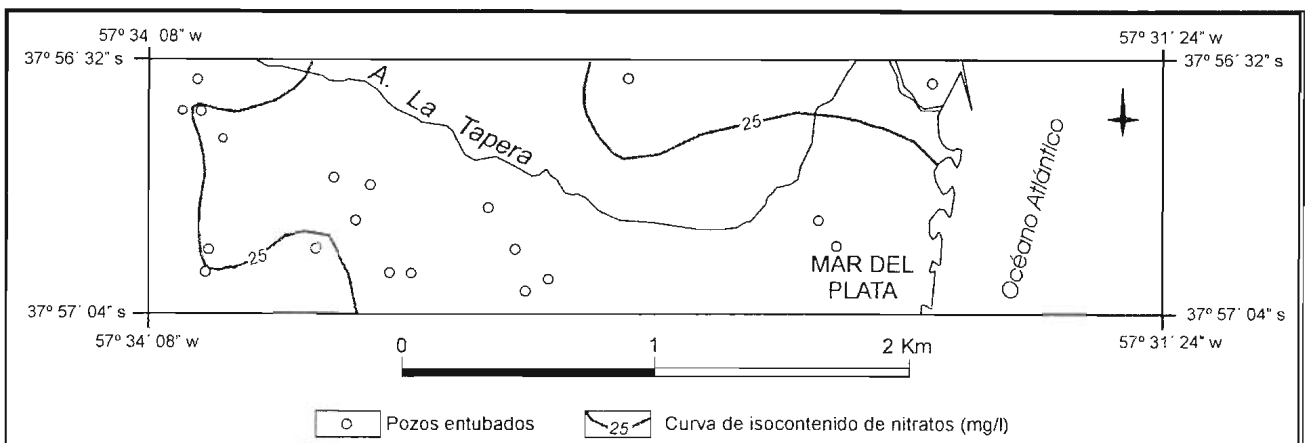 57º 34´ 08" w
57º 31´ 24" w
37º 56´ 32" s
37º 56´ 32" s
A. La Tapera
25
Océano Atlántico
25
MAR DEL
PLATA
37º 57´ 04" s
37º 57´ 04" s
57º 34´ 08" w
57º 31´ 24" w
0 1 2 Km
Pozos entubados
25 Curva de isocontenido de nitratos (mg/l)